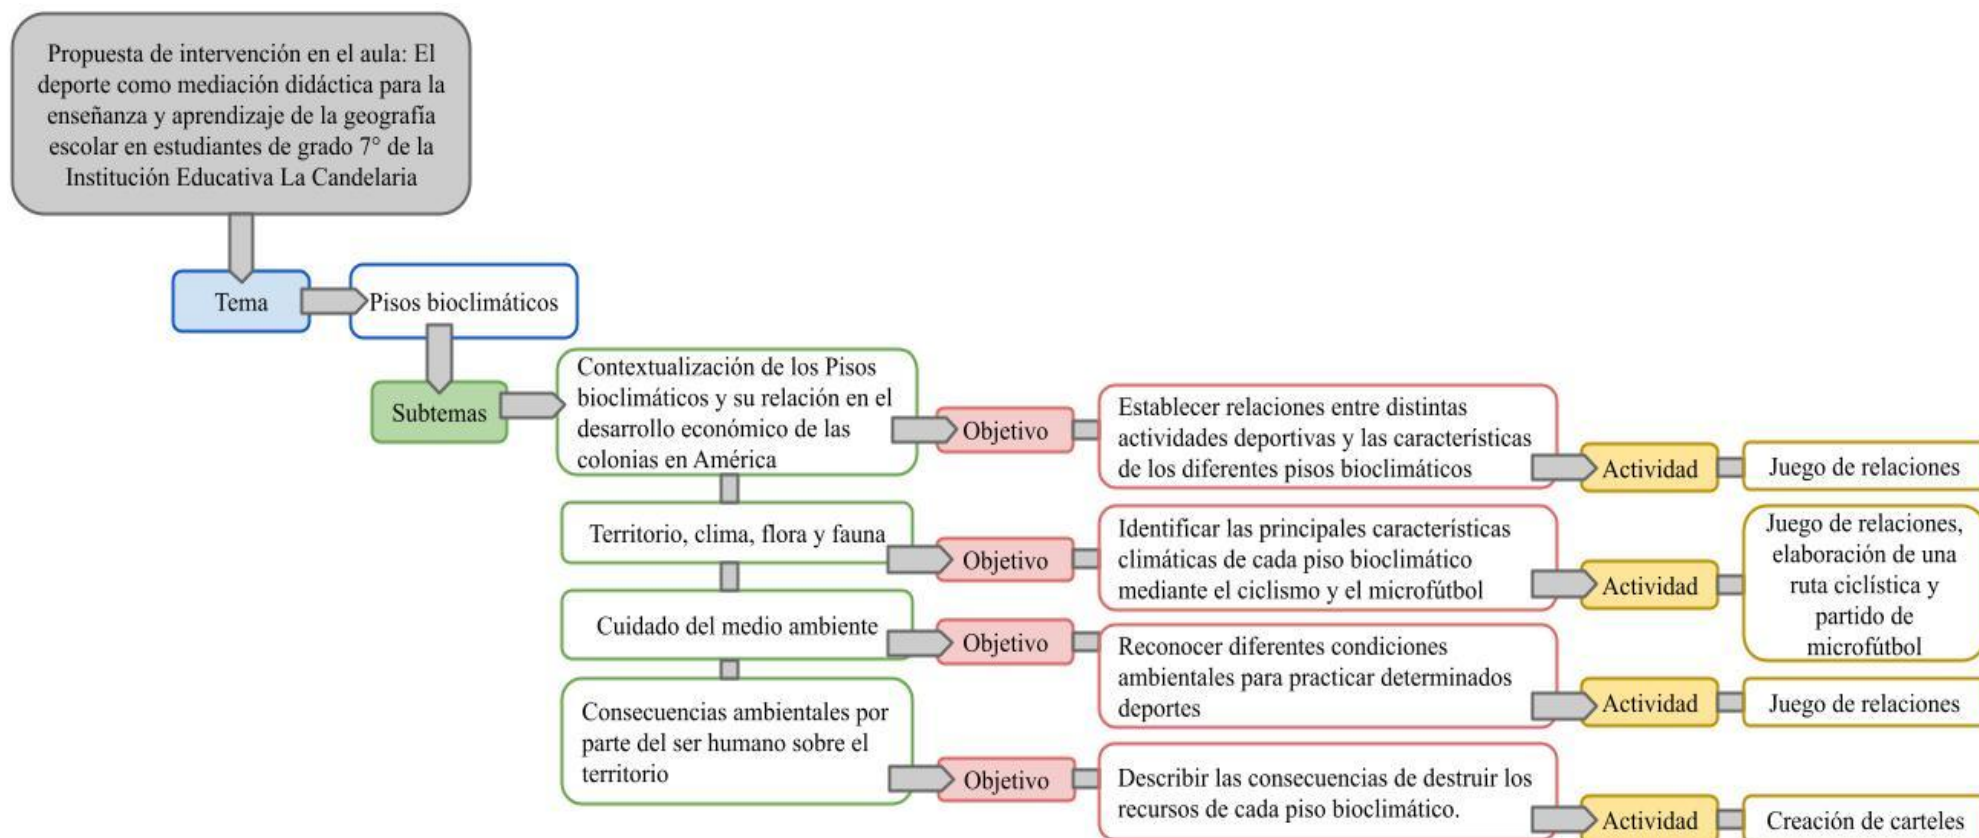 Propuesta de intervención en el aula: El
deporte como mediación didáctica para la
enseñanza y aprendizaje de la geografía
escolar en estudiantes de grado 7° de la
Institución Educativa La Candelaria
Tema
Pisos bioclimáticos
Subtemas
Contextualización de los Pisos
bioclimáticos y su relación en el
desarrollo económico de las
colonias en América
Objetivo
Establecer relaciones entre distintas
actividades deportivas y las características
de los diferentes pisos bioclimáticos
Actividad
Juego de relaciones
Territorio, clima, flora y fauna
Objetivo
Identificar las principales características
climáticas de cada piso bioclimático
mediante el ciclismo y el microfútbol
Actividad
Juego de relaciones,
elaboración de una
ruta ciclística y
partido de
microfútbol
Cuidado del medio ambiente
Objetivo
Reconocer diferentes condiciones
ambientales para practicar determinados
deportes
Actividad
Juego de relaciones
Consecuencias ambientales por
parte del ser humano sobre el
territorio
Objetivo
Describir las consecuencias de destruir los
recursos de cada piso bioclimático.
Actividad
Creación de carteles